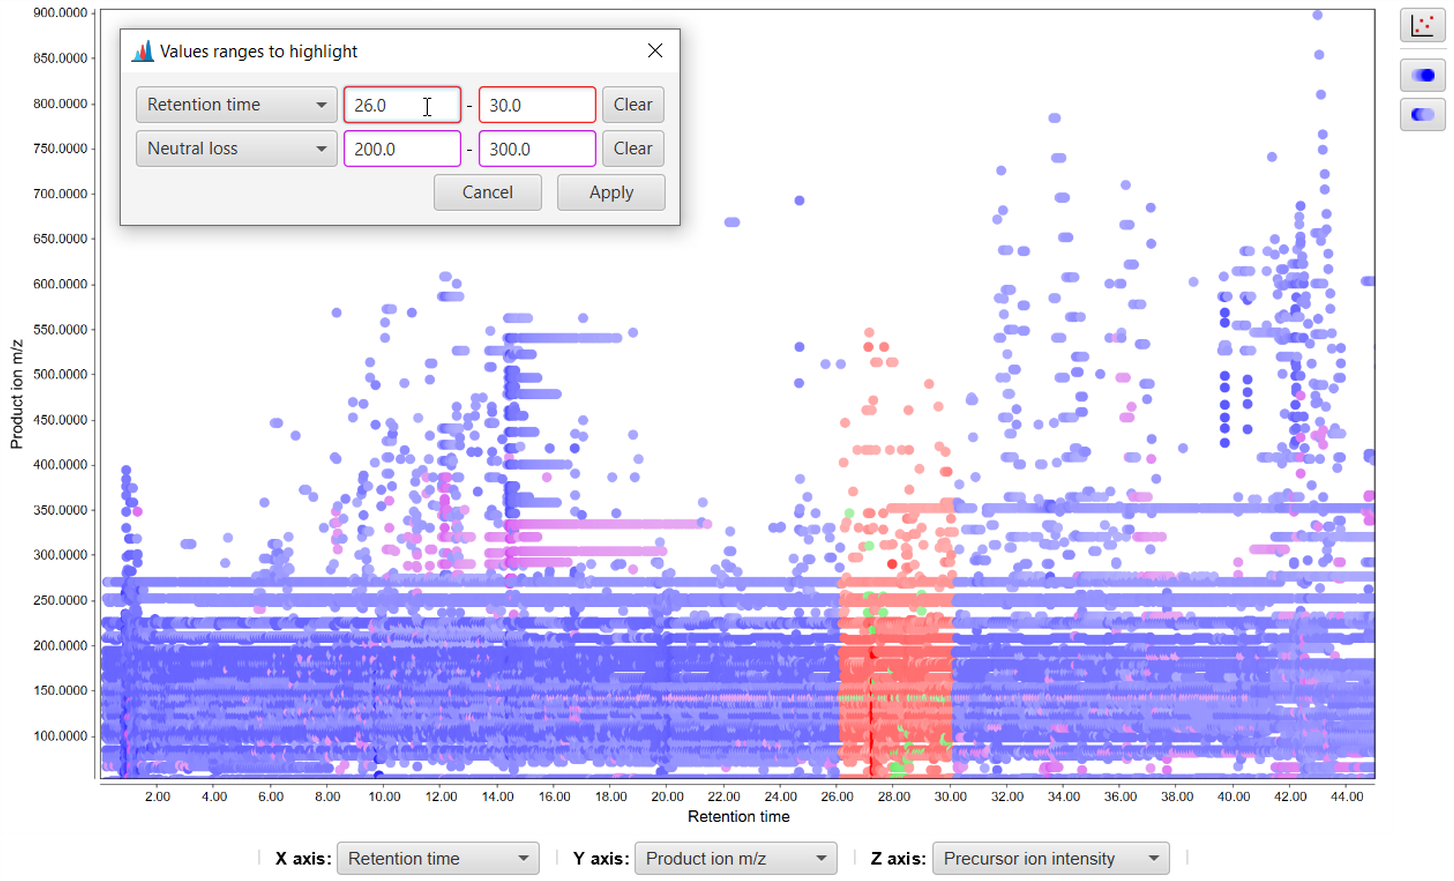 900.0000
850.0000
800.0000
750.0000
700.0000
650.0000
600.0000
550.0000
500.0000
450.0000
400.0000
350.0000
300.0000
250.0000
200.0000
150.0000
100.0000
Product ion m/z
Values ranges to highlight
Retention time 26.0 - 30.0 Clear
Neutral loss 200.0 - 300.0 Clear
Cancel Apply
2.00 4.00 6.00 8.00 10.00 12.00 14.00 16.00 18.00 20.00 22.00 24.00 26.00 28.00 30.00 32.00 34.00 36.00 38.00 40.00 42.00 44.00
Retention time
X axis: Retention time Y axis: Product ion m/z Z axis: Precursor ion intensity